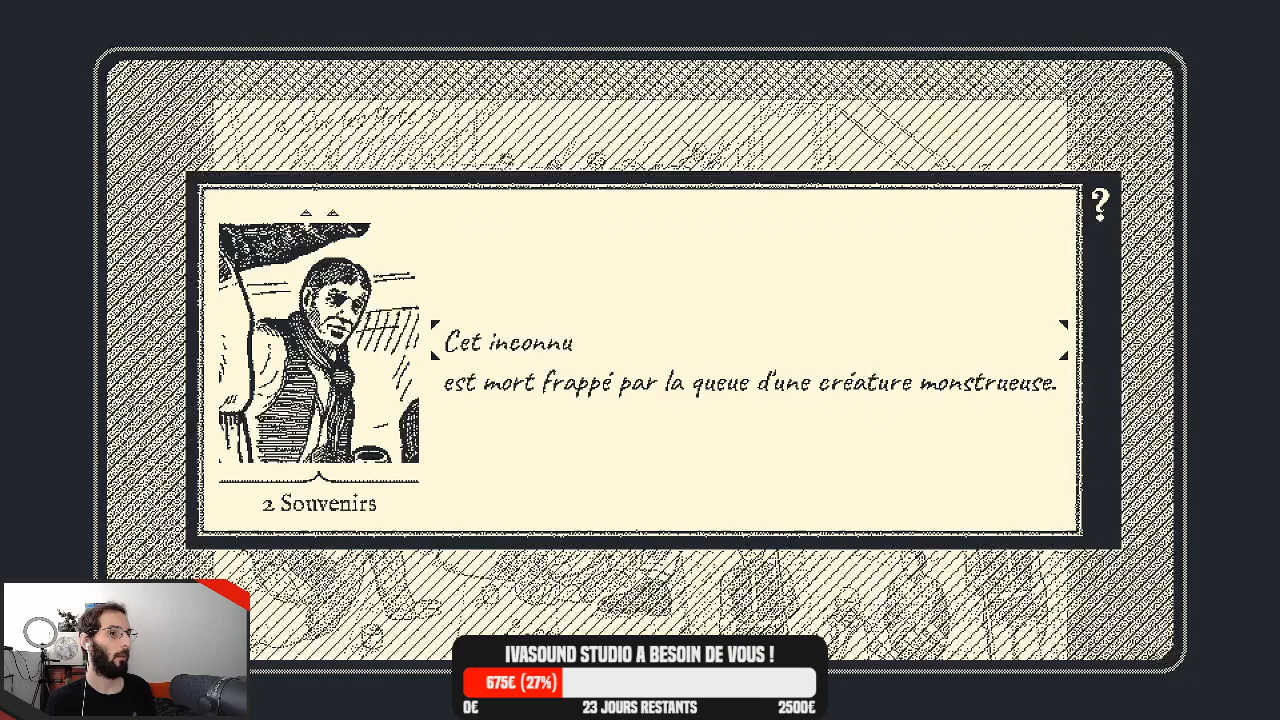 ?
Cet inconnu
est mort frappé par la queue d'une créature monstrueuse.
2 Souvenirs
IVASOUND STUDIO A BESOIN DE VOUS !
675€ (27%)
0€ 23 JOURS RESTANTS 2500€